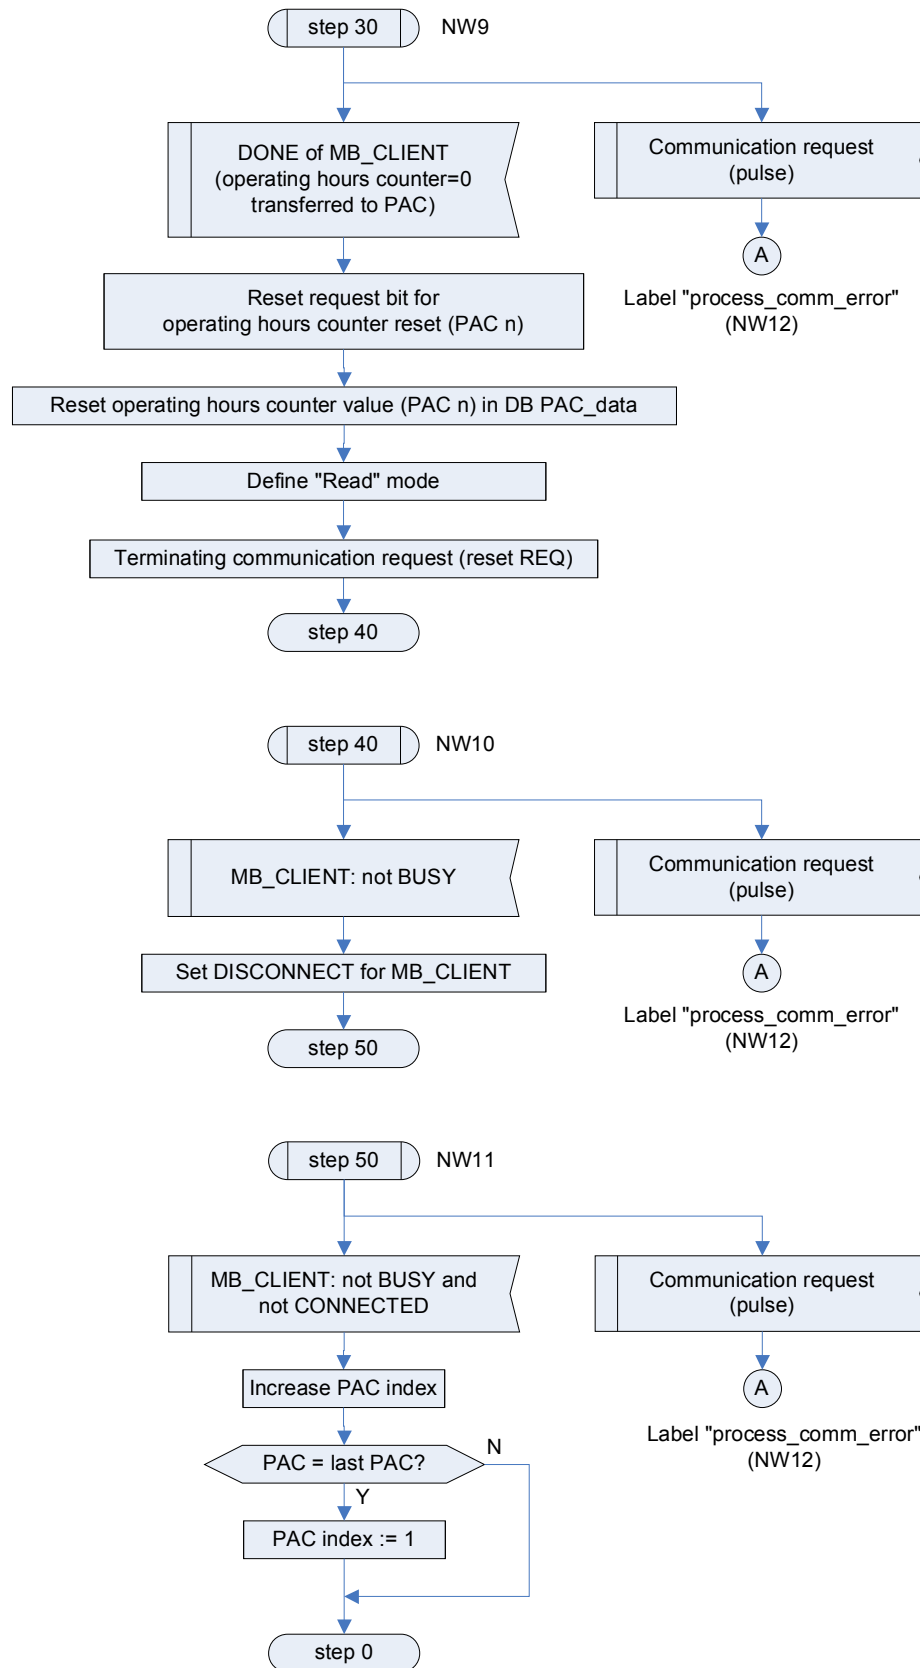 step 30
NW9
DONE of MB_CLIENT
(operating hours counter=0
transferred to PAC)
Communication request
(pulse)
A
Label "process_comm_error"
(NW12)
Reset request bit for
operating hours counter reset (PAC n)
Reset operating hours counter value (PAC n) in DB PAC_data
Define "Read" mode
Terminating communication request (reset REQ)
step 40
step 40
NW10
MB_CLIENT: not BUSY
Communication request
(pulse)
Set DISCONNECT for MB_CLIENT
A
Label "process_comm_error"
(NW12)
step 50
step 50
NW11
MB_CLIENT: not BUSY and
not CONNECTED
Communication request
(pulse)
Increase PAC index
A
Label "process_comm_error"
(NW12)
PAC = last PAC?
N
Y
PAC index := 1
step 0